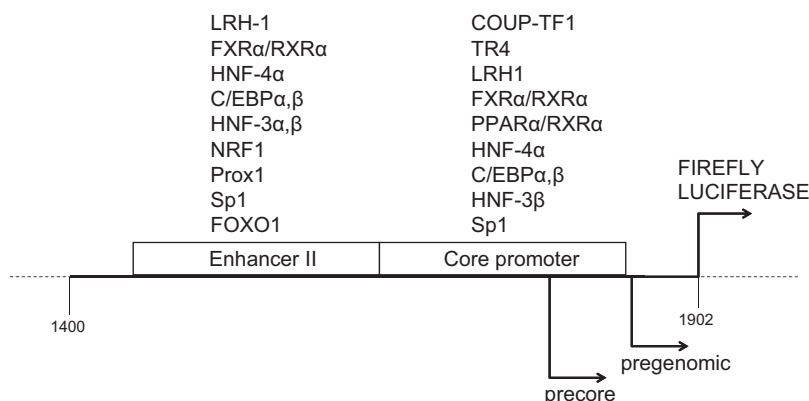 LRH-1
FXRα/RXRα
HNF-4α
C/EBPα,β
HNF-3α,β
NRF1
Prox1
Sp1
FOXO1
COUP-TF1
TR4
LRH1
FXRα/RXRα
PPARα/RXRα
HNF-4α
C/EBPα,β
HNF-3β
Sp1
FIREFLY
LUCIFERASE
Enhancer II
Core promoter
1400
1902
pregenomic
precore